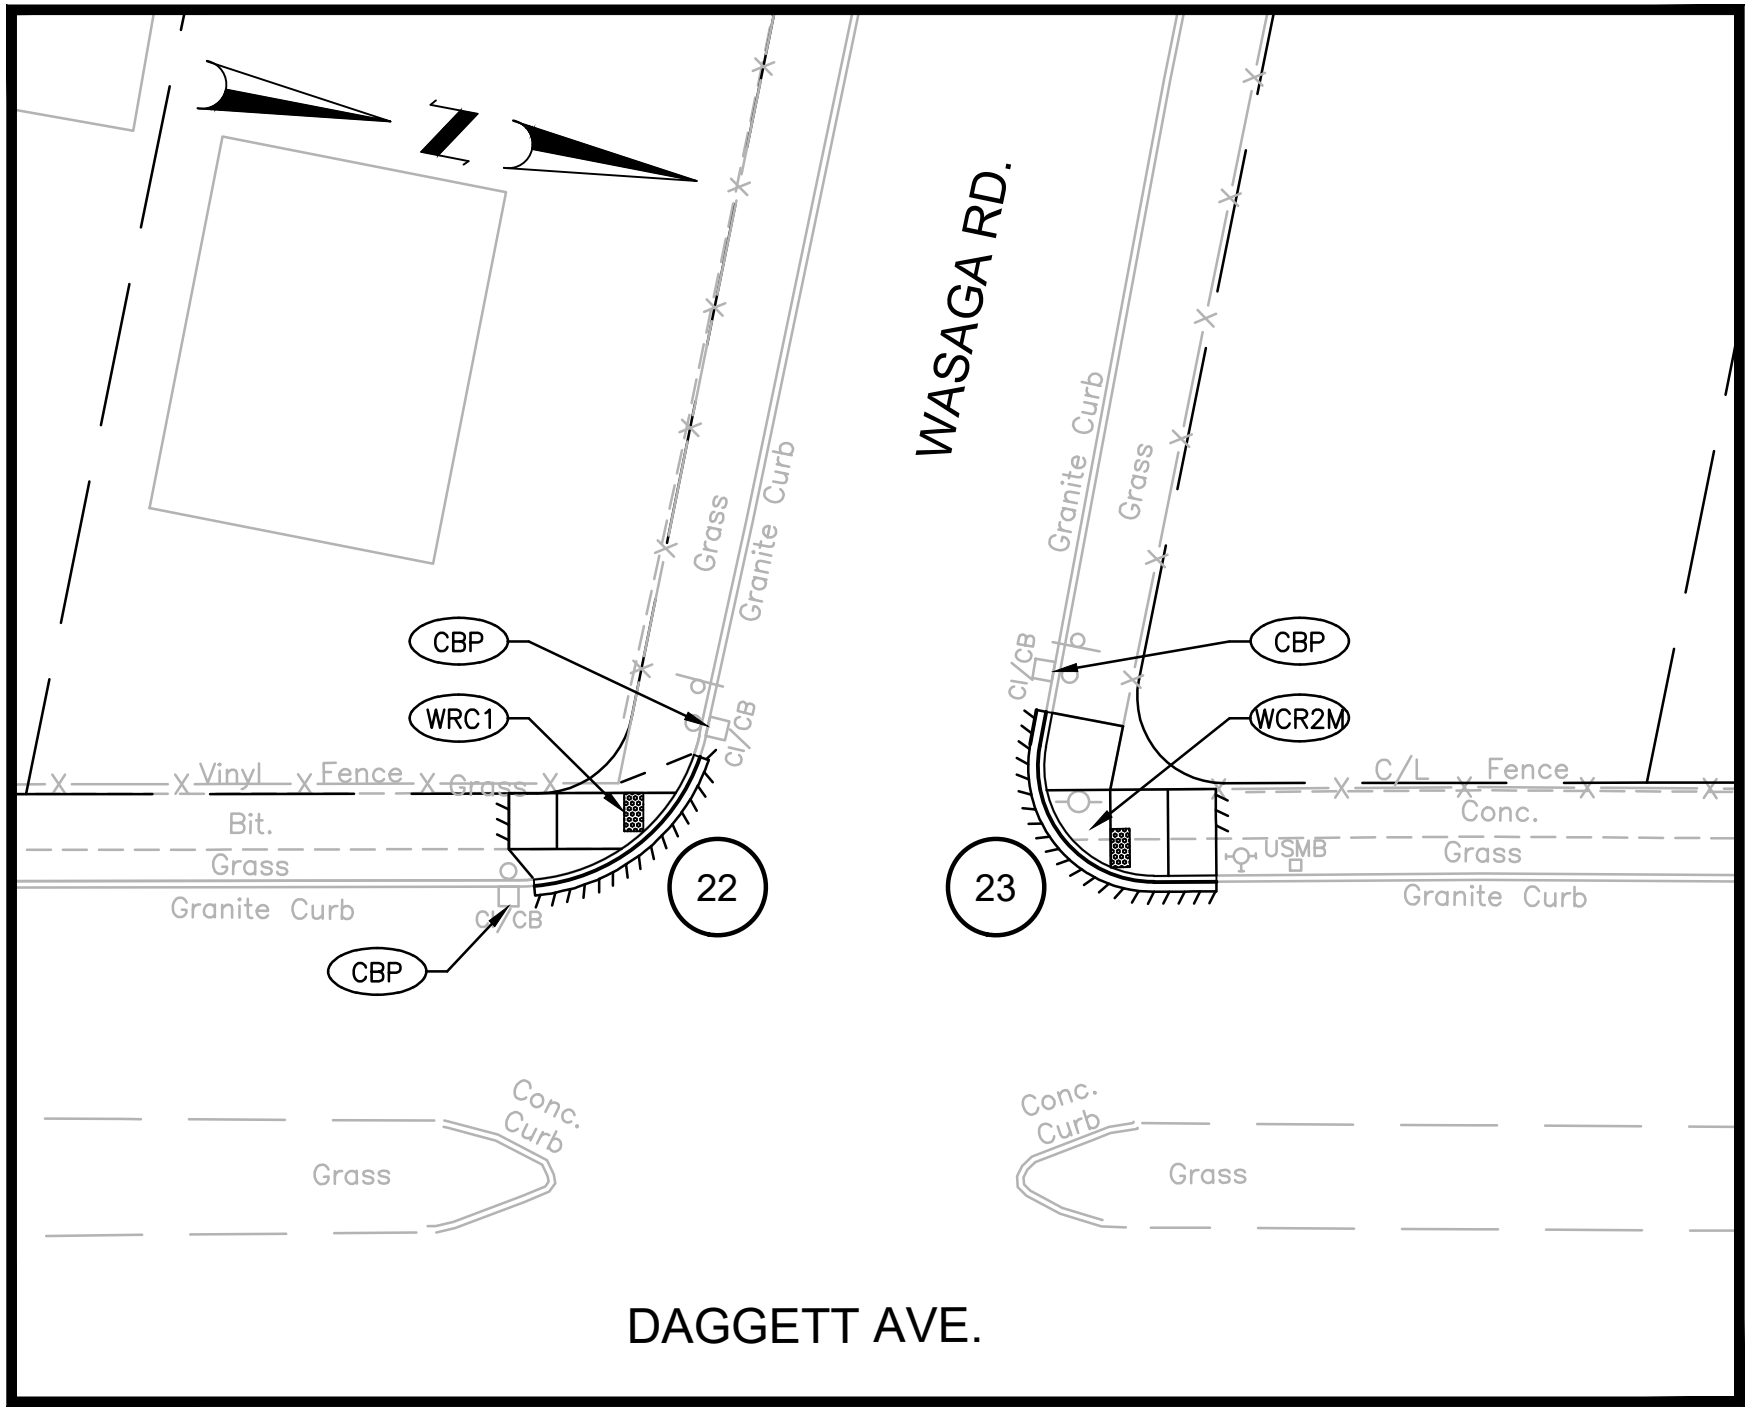 N
WASAGA RD.
Granite Curb
Grass
Grass
Granite Curb
CBP
CBP
CI/CB
WRC1
WCR2M
CI/CB
Vinyl Fence
Grass
C/L Fence
Bit.
Conc.
Grass
USMB
Grass
22
23
Granite Curb
CI/CB
Granite Curb
CBP
Conc.
Curb
Conc.
Curb
Grass
Grass
DAGGETT AVE.